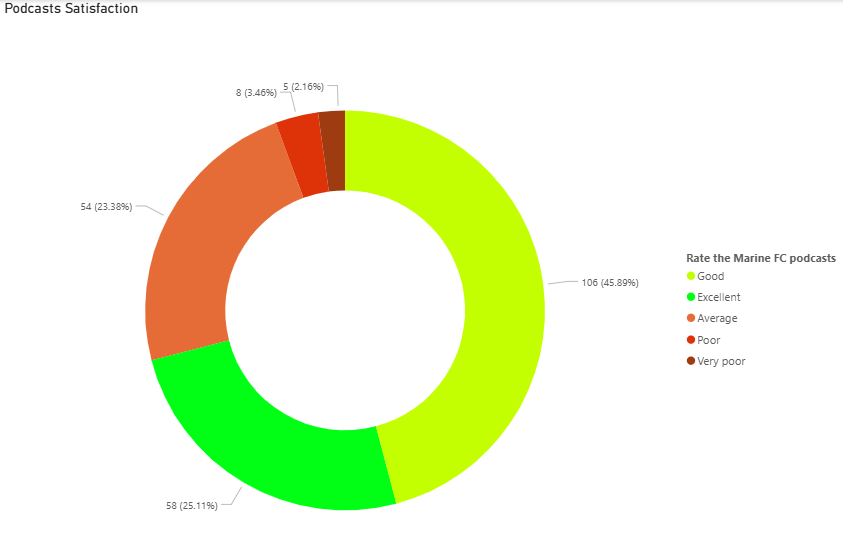 Podcasts Satisfaction
5 (2.16%)
8 (3.46%)
54 (23.38%)
106 (45.89%)
58 (25.11%)
Rate the Marine FC podcasts
Good
Excellent
Average
Poor
Very poor